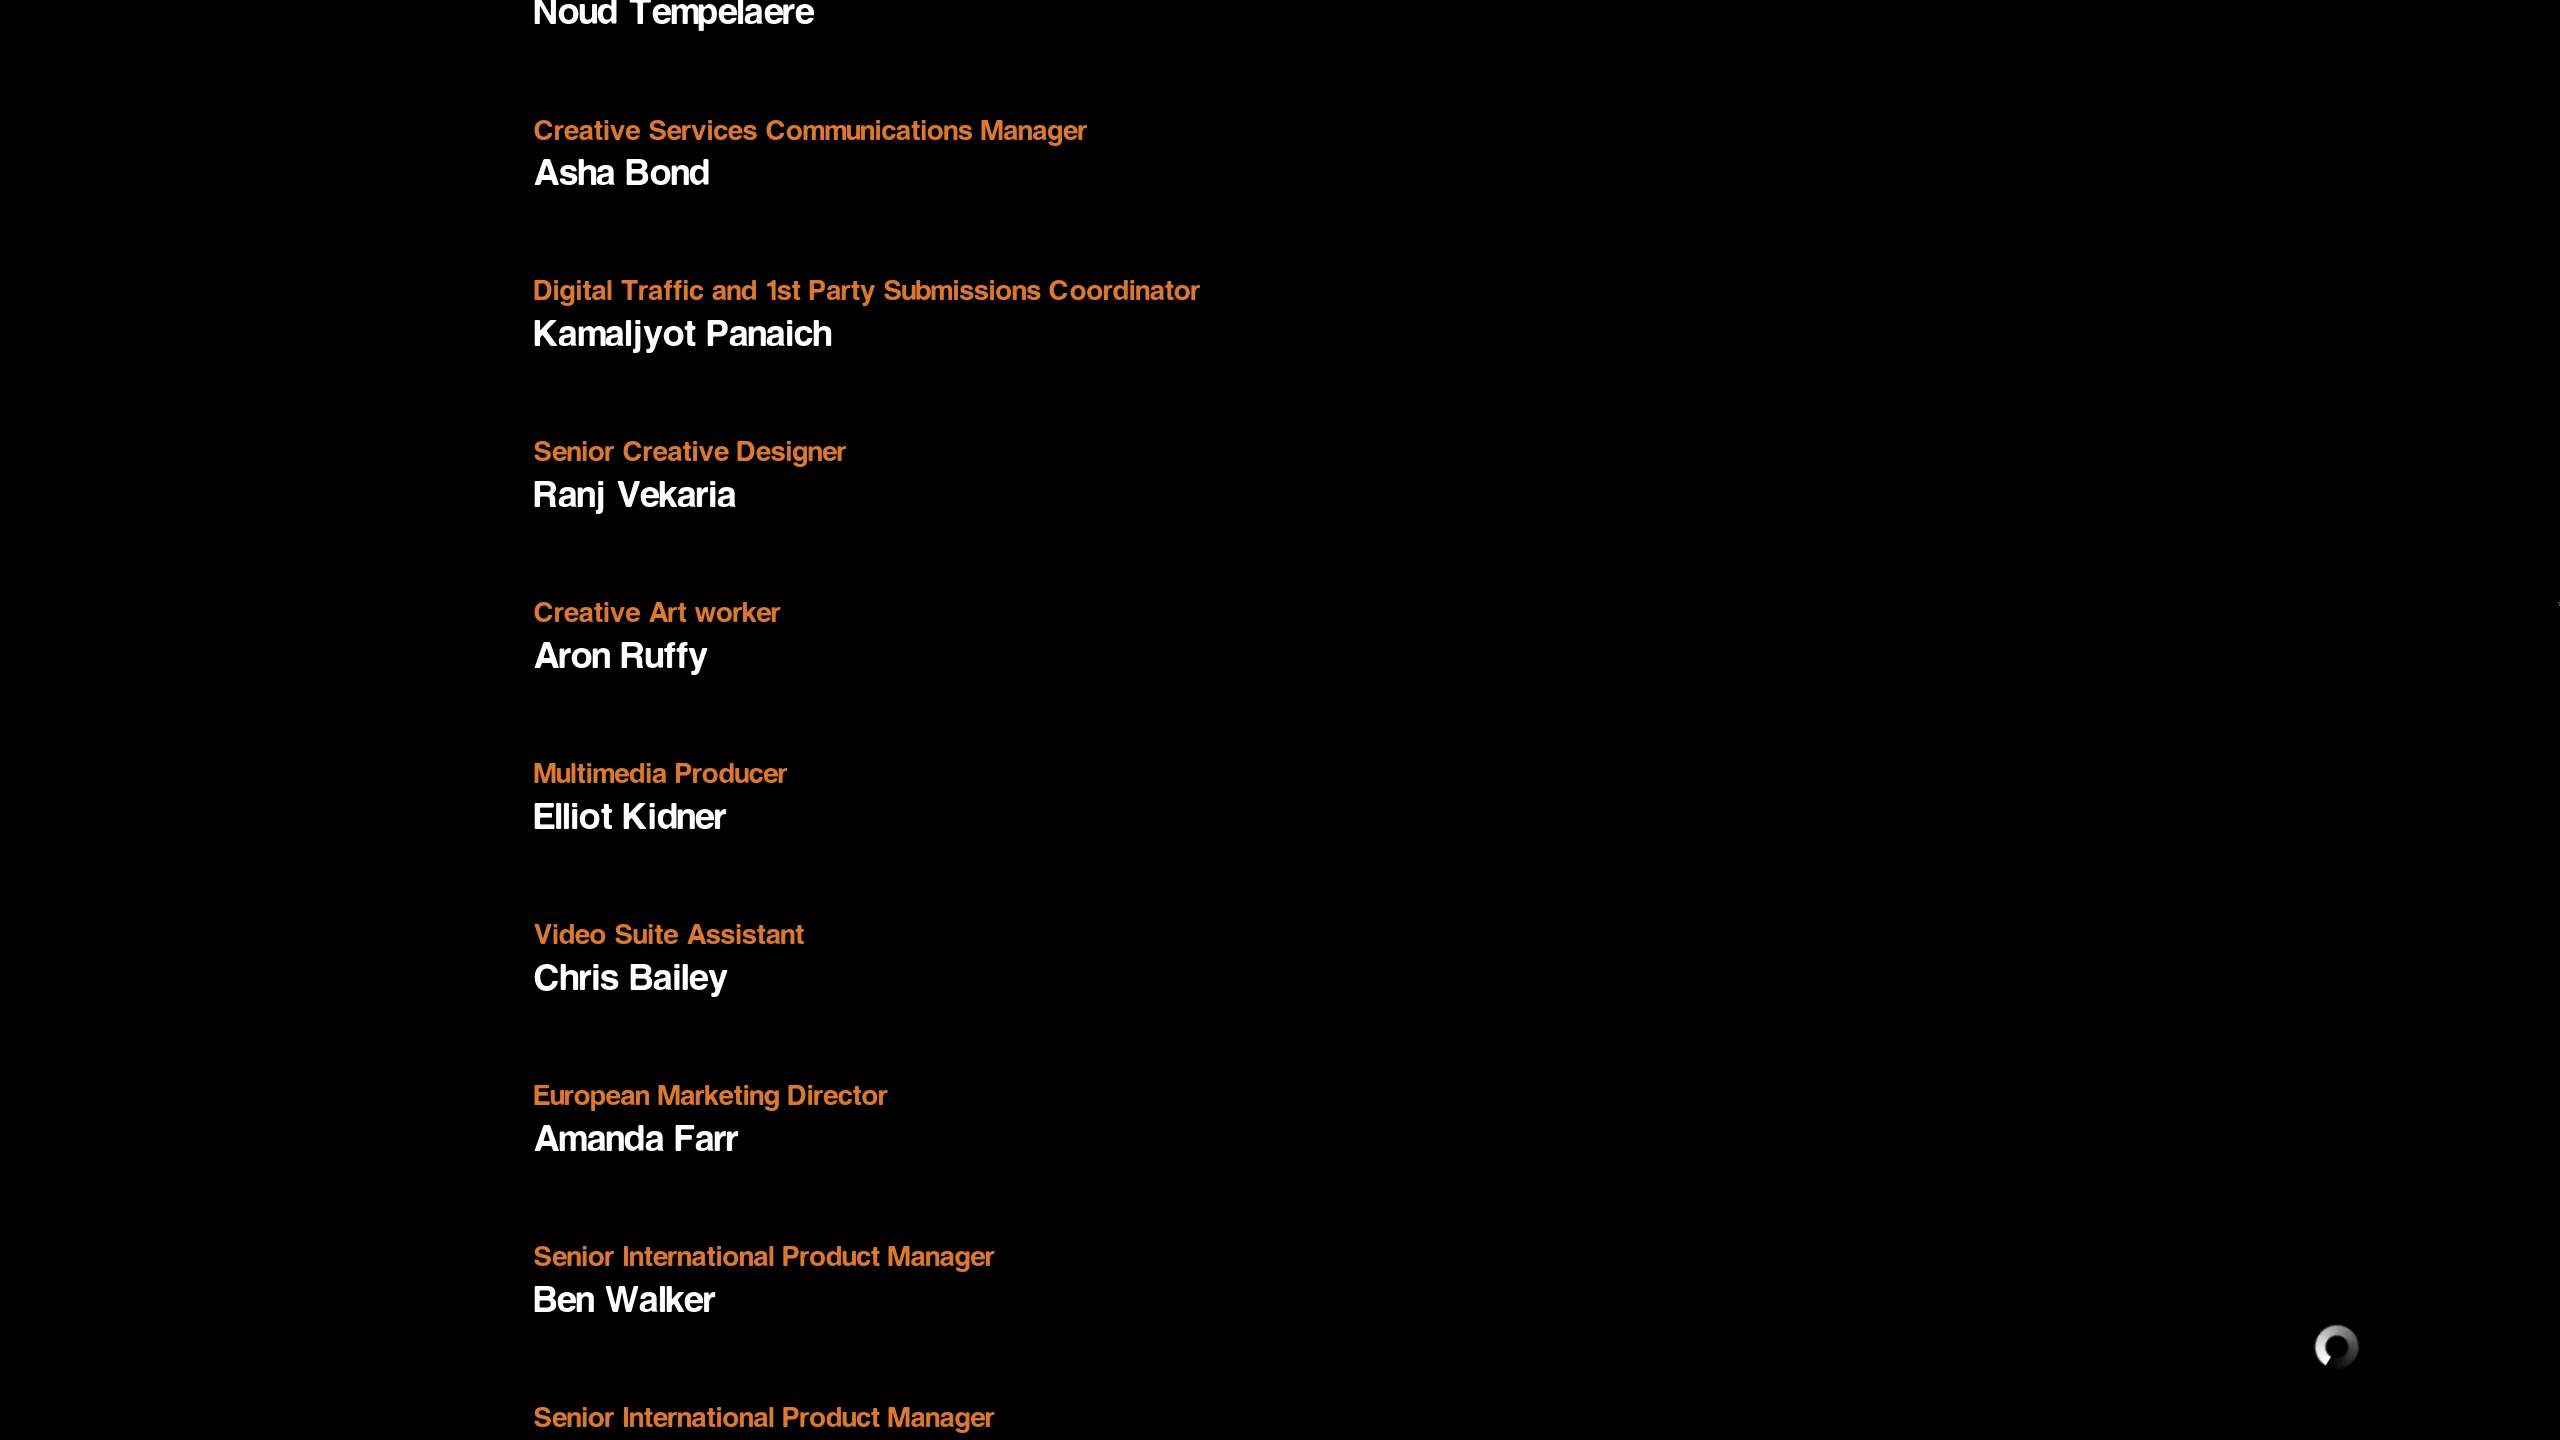 Noud Tempelaere
Creative Services Communications Manager
Asha Bond
Digital Traffic and 1st Party Submissions Coordinator
Kamaljyot Panaich
Senior Creative Designer
Ranj Vekaria
Creative Art worker
Aron Ruffy
Multimedia Producer
Elliot Kidner
Video Suite Assistant
Chris Bailey
European Marketing Director
Amanda Farr
Senior International Product Manager
Ben Walker
Senior International Product Manager